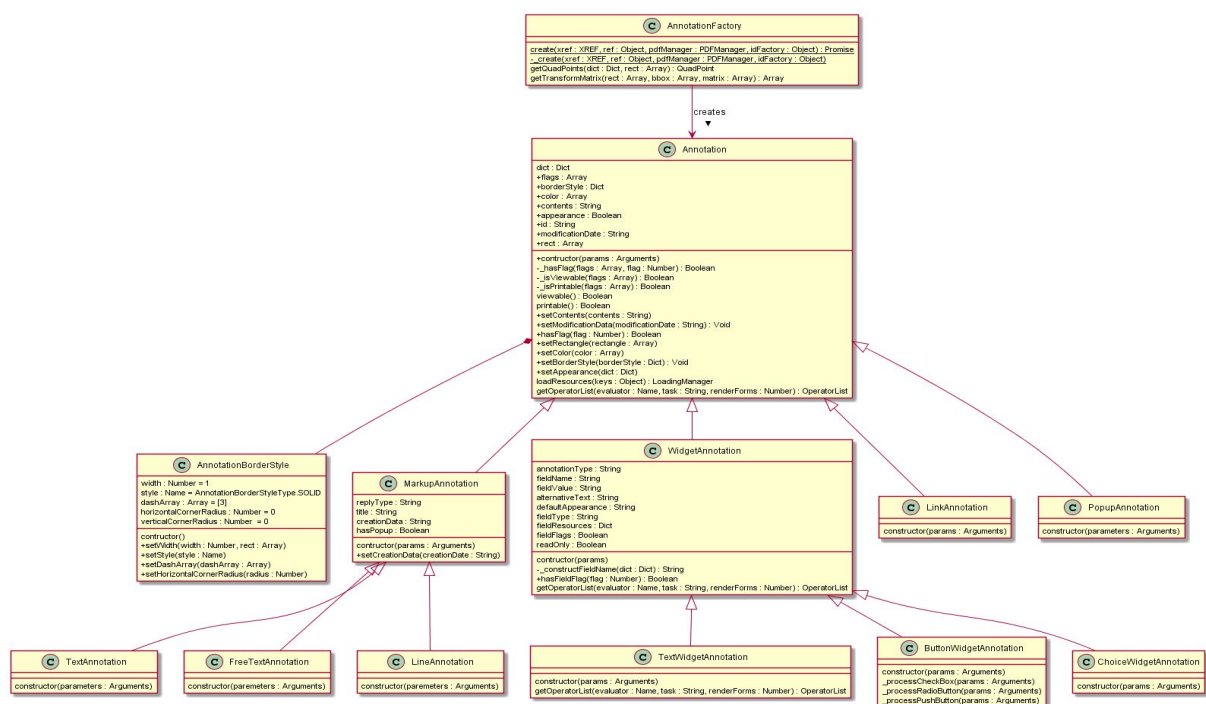 C AnnotationFactory
create(xref : XREF, ref : Object, pdfManager : PDFManager, idFactory : Object) : Promise
-_create(xref : XREF, ref : Object, pdfManager : PDFManager, idFactory : Object)
getQuadPoints(dict : Dict, rect : Array) : QuadPoint
getTransformMatrix(rect : Array, bbox : Array, matrix : Array) : Array
creates
C Annotation
dict : Dict
+flags : Array
+borderStyle : Dict
+color : Array
+contents : String
+appearance : Boolean
+id : String
+modificationDate : String
+rect : Array
+contructor(params : Arguments)
-_hasFlag(flags : Array, flag : Number) : Boolean
-_isViewable(flags : Array) : Boolean
-_isPrintable(flags : Array) : Boolean
viewable() : Boolean
printable() : Boolean
+setContents(contents : String)
+setModificationData(modificationDate : String) : Void
+hasFlag(flag : Number) : Boolean
+setRectangle(rectangle : Array)
+setColor(color : Array)
+setBorderStyle(borderStyle : Dict) : Void
+setAppearance(dict : Dict)
loadResources(keys : Object) : LoadingManager
getOperatorList(evaluator : Name, task : String, renderForms : Number) : OperatorList
C AnnotationBorderStyle
width : Number = 1
style : Name = AnnotationBorderStyleType.SOLID
dashArray : Array = [3]
horizontalCornerRadius : Number = 0
verticalCornerRadius : Number = 0
contructor()
+setWidth(width : Number, rect : Array)
+setStyle(style : Name)
+setDashArray(dashArray : Array)
+setHorizontalCornerRadius(radius : Number)
C MarkupAnnotation
replyType : String
title : String
creationData : String
hasPopup : Boolean
contructor(params : Arguments)
+setCreationData(creationDate : String)
C WidgetAnnotation
annotationType : String
fieldName : String
fieldValue : String
alternativeText : String
defaultAppearance : String
fieldType : String
fieldResources : Dict
fieldFlags : Boolean
readOnly : Boolean
contructor(params)
-_constructFieldName(dict : Dict) : String
+hasFieldFlag(flag : Number) : Boolean
getOperatorList(evaluator : Name, task : String, renderForms : Number) : OperatorList
C LinkAnnotation
constructor(params : Arguments)
C PopupAnnotation
constructor(parameters : Arguments)
C TextAnnotation
constructor(parameters : Arguments)
C FreeTextAnnotation
constructor(paremeters : Arguments)
C LineAnnotation
constructor(paremeters : Arguments)
C TextWidgetAnnotation
constructor(params : Arguments)
getOperatorList(evaluator : Name, task : String, renderForms : Number) : OperatorList
C ButtonWidgetAnnotation
constructor(params : Arguments)
_processCheckBox(params : Arguments)
_processRadioButton(params : Arguments)
_processPushButton(params : Arguments)
C ChoiceWidgetAnnotation
constructor(params : Arguments)